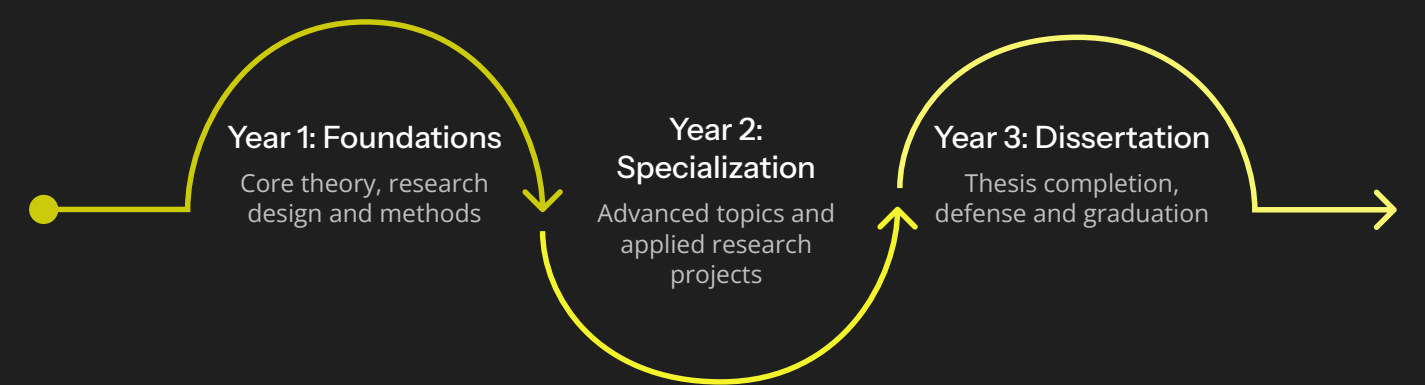 Year 1: Foundations
Core theory, research
design and methods
Year 2:
Specialization
Advanced topics and
applied research
projects
Year 3: Dissertation
Thesis completion,
defense and graduation